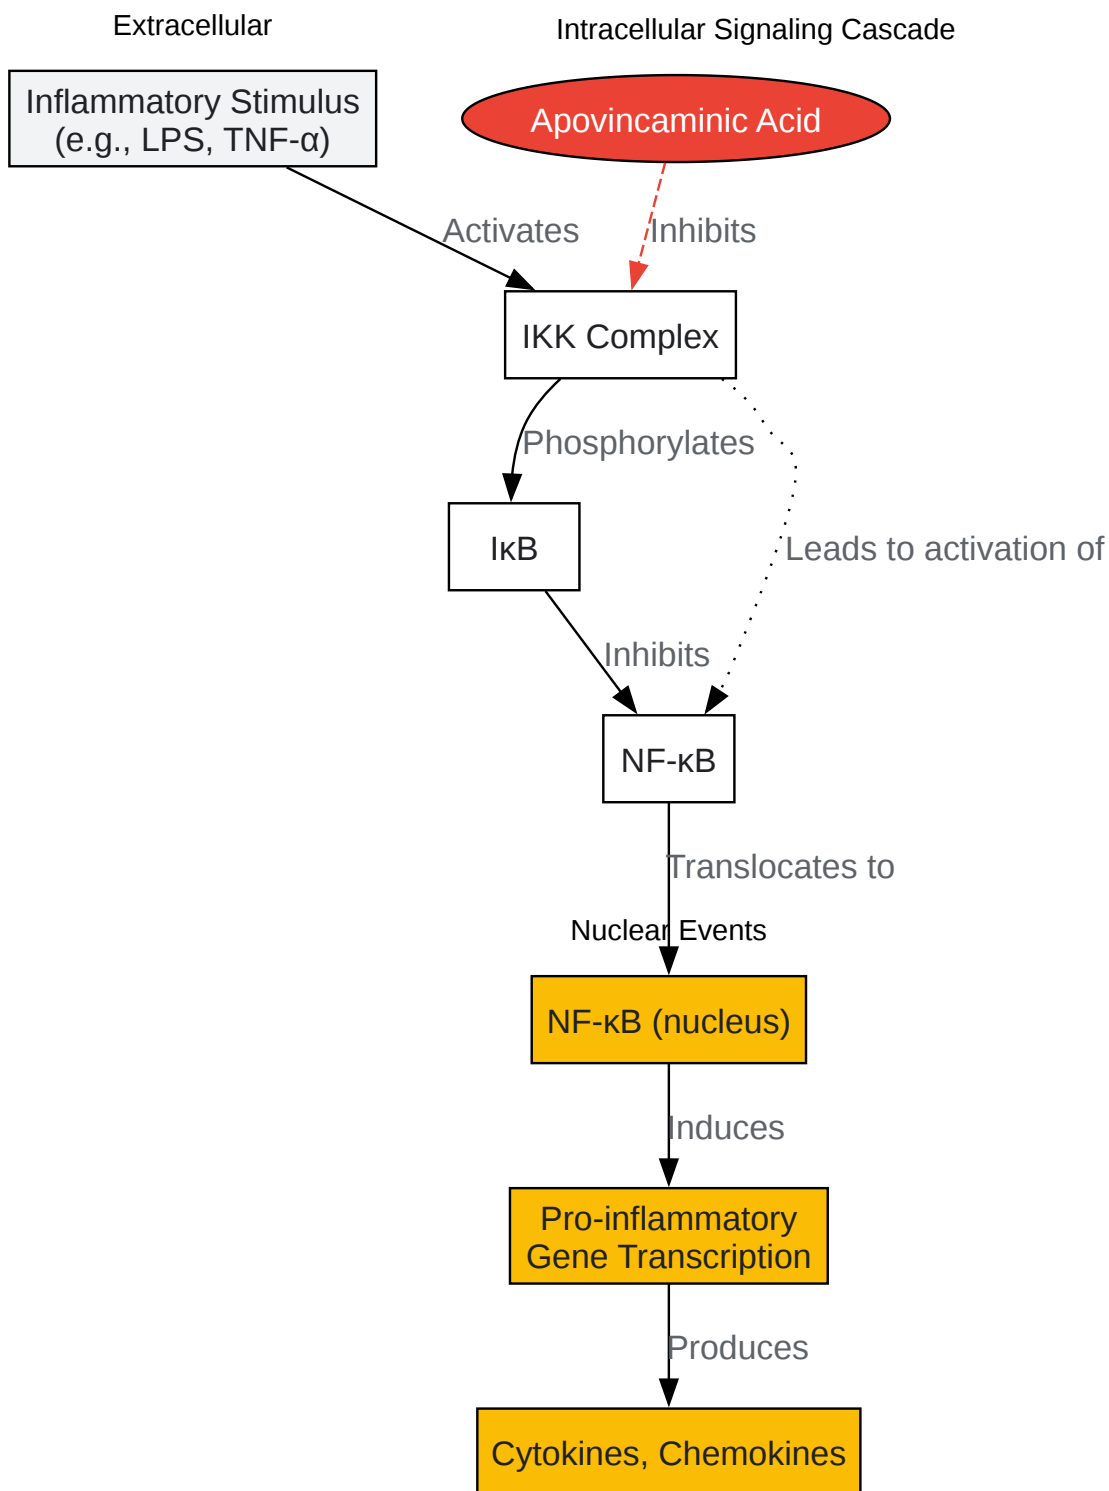 Extracellular
Intracellular Signaling Cascade
Inflammatory Stimulus
(e.g., LPS, TNF-α)
Apovincaminic Acid
Activates
Inhibits
IKK Complex
Phosphorylates
IκB
Leads to activation of
Inhibits
NF-κB
Translocates to
Nuclear Events
NF-κB (nucleus)
Induces
Pro-inflammatory
Gene Transcription
Produces
Cytokines, Chemokines